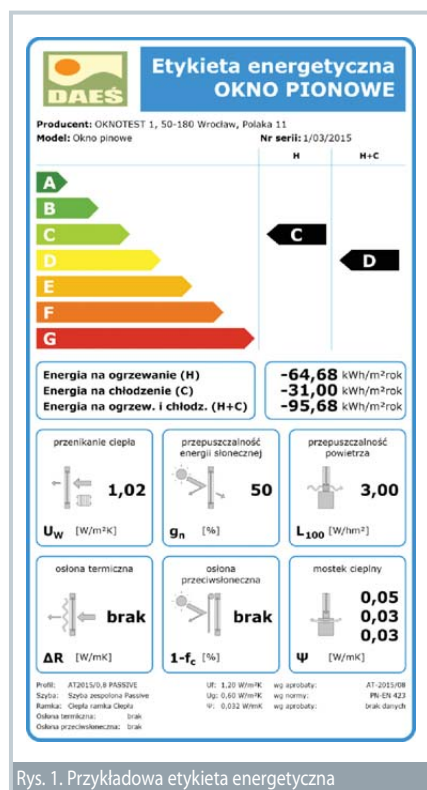 DAEŚ
Etykieta energetyczna
OKNO PIONOWE
Producent: OKNOTEST 1, 50-180 Wrocław, Polaka 11
Model: Okno pinowe Nr serii: 1/03/2015
H H+C
A
B
C C
D D
E
F
G
Energia na ogrzewanie (H) -64,68 kWh/m²rok
Energia na chłodzenie (C) -31,00 kWh/m²rok
Energia na ogrzew. i chłodz. (H+C) -95,68 kWh/m²rok
przenikanie ciepła
1,02
Uw [W/m²K]
przepuszczalność
energii słonecznej
50
gn [%]
przepuszczalność
powietrza
3,00
L100 [W/hm²]
osłona termiczna
brak
ΔR [W/mK]
osłona
przeciwsłoneczna
brak
1-fc [%]
mostek cieplny
0,05
0,03
0,03
Ψ [W/mK]
Profil: AT2015/0,8 PASSIVE Uf: 1,20 W/m²K wg aprobaty: AT-2015/08
Szyba: Szyba zespolona Passive Ug: 0,60 W/m²K wg normy: PN-EN 423
Ramka: Ciepła ramka Ciepła Ψ: 0,032 W/mK wg aprobaty: brak danych
Osłona termiczna: brak
Osłona przeciwsłoneczna: brak
Rys. 1. Przykładowa etykieta energetyczna